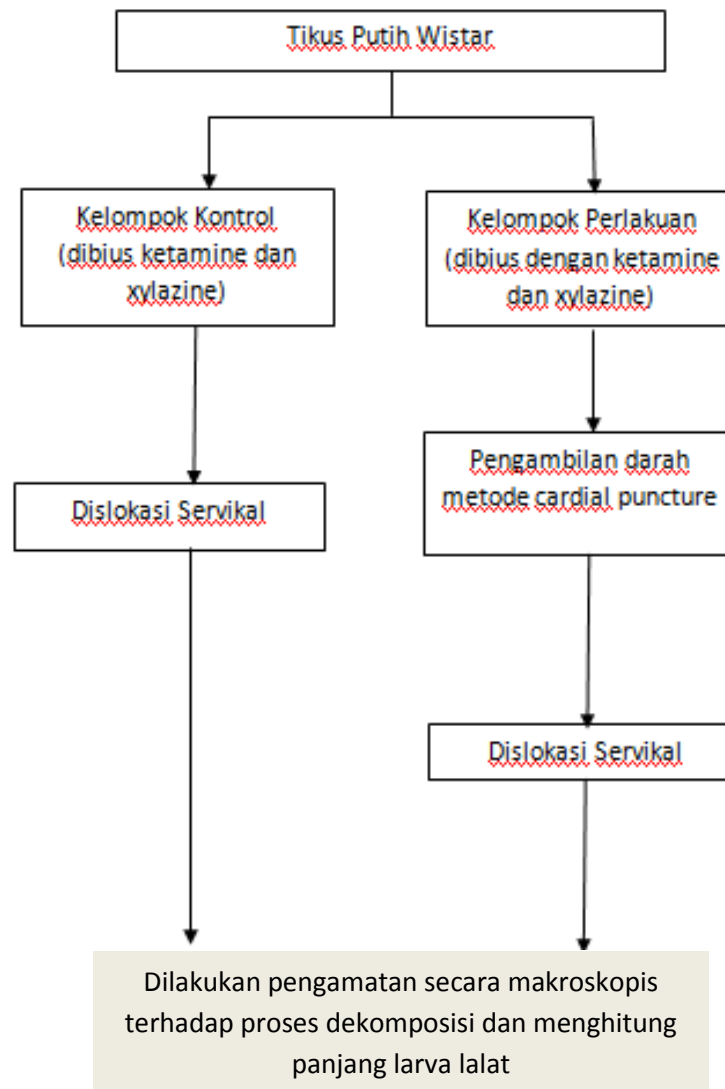 Tikus Putih Wistar
Kelompok Kontrol
(dibius ketamine dan
xylazine)
Kelompok Perlakuan
(dibius dengan ketamine
dan xylazine)
Pengambilan darah
metode cardial puncture
Dislokasi Servikal
Dislokasi Servikal
Dilakukan pengamatan secara makroskopis
terhadap proses dekomposisi dan menghitung
panjang larva lalat